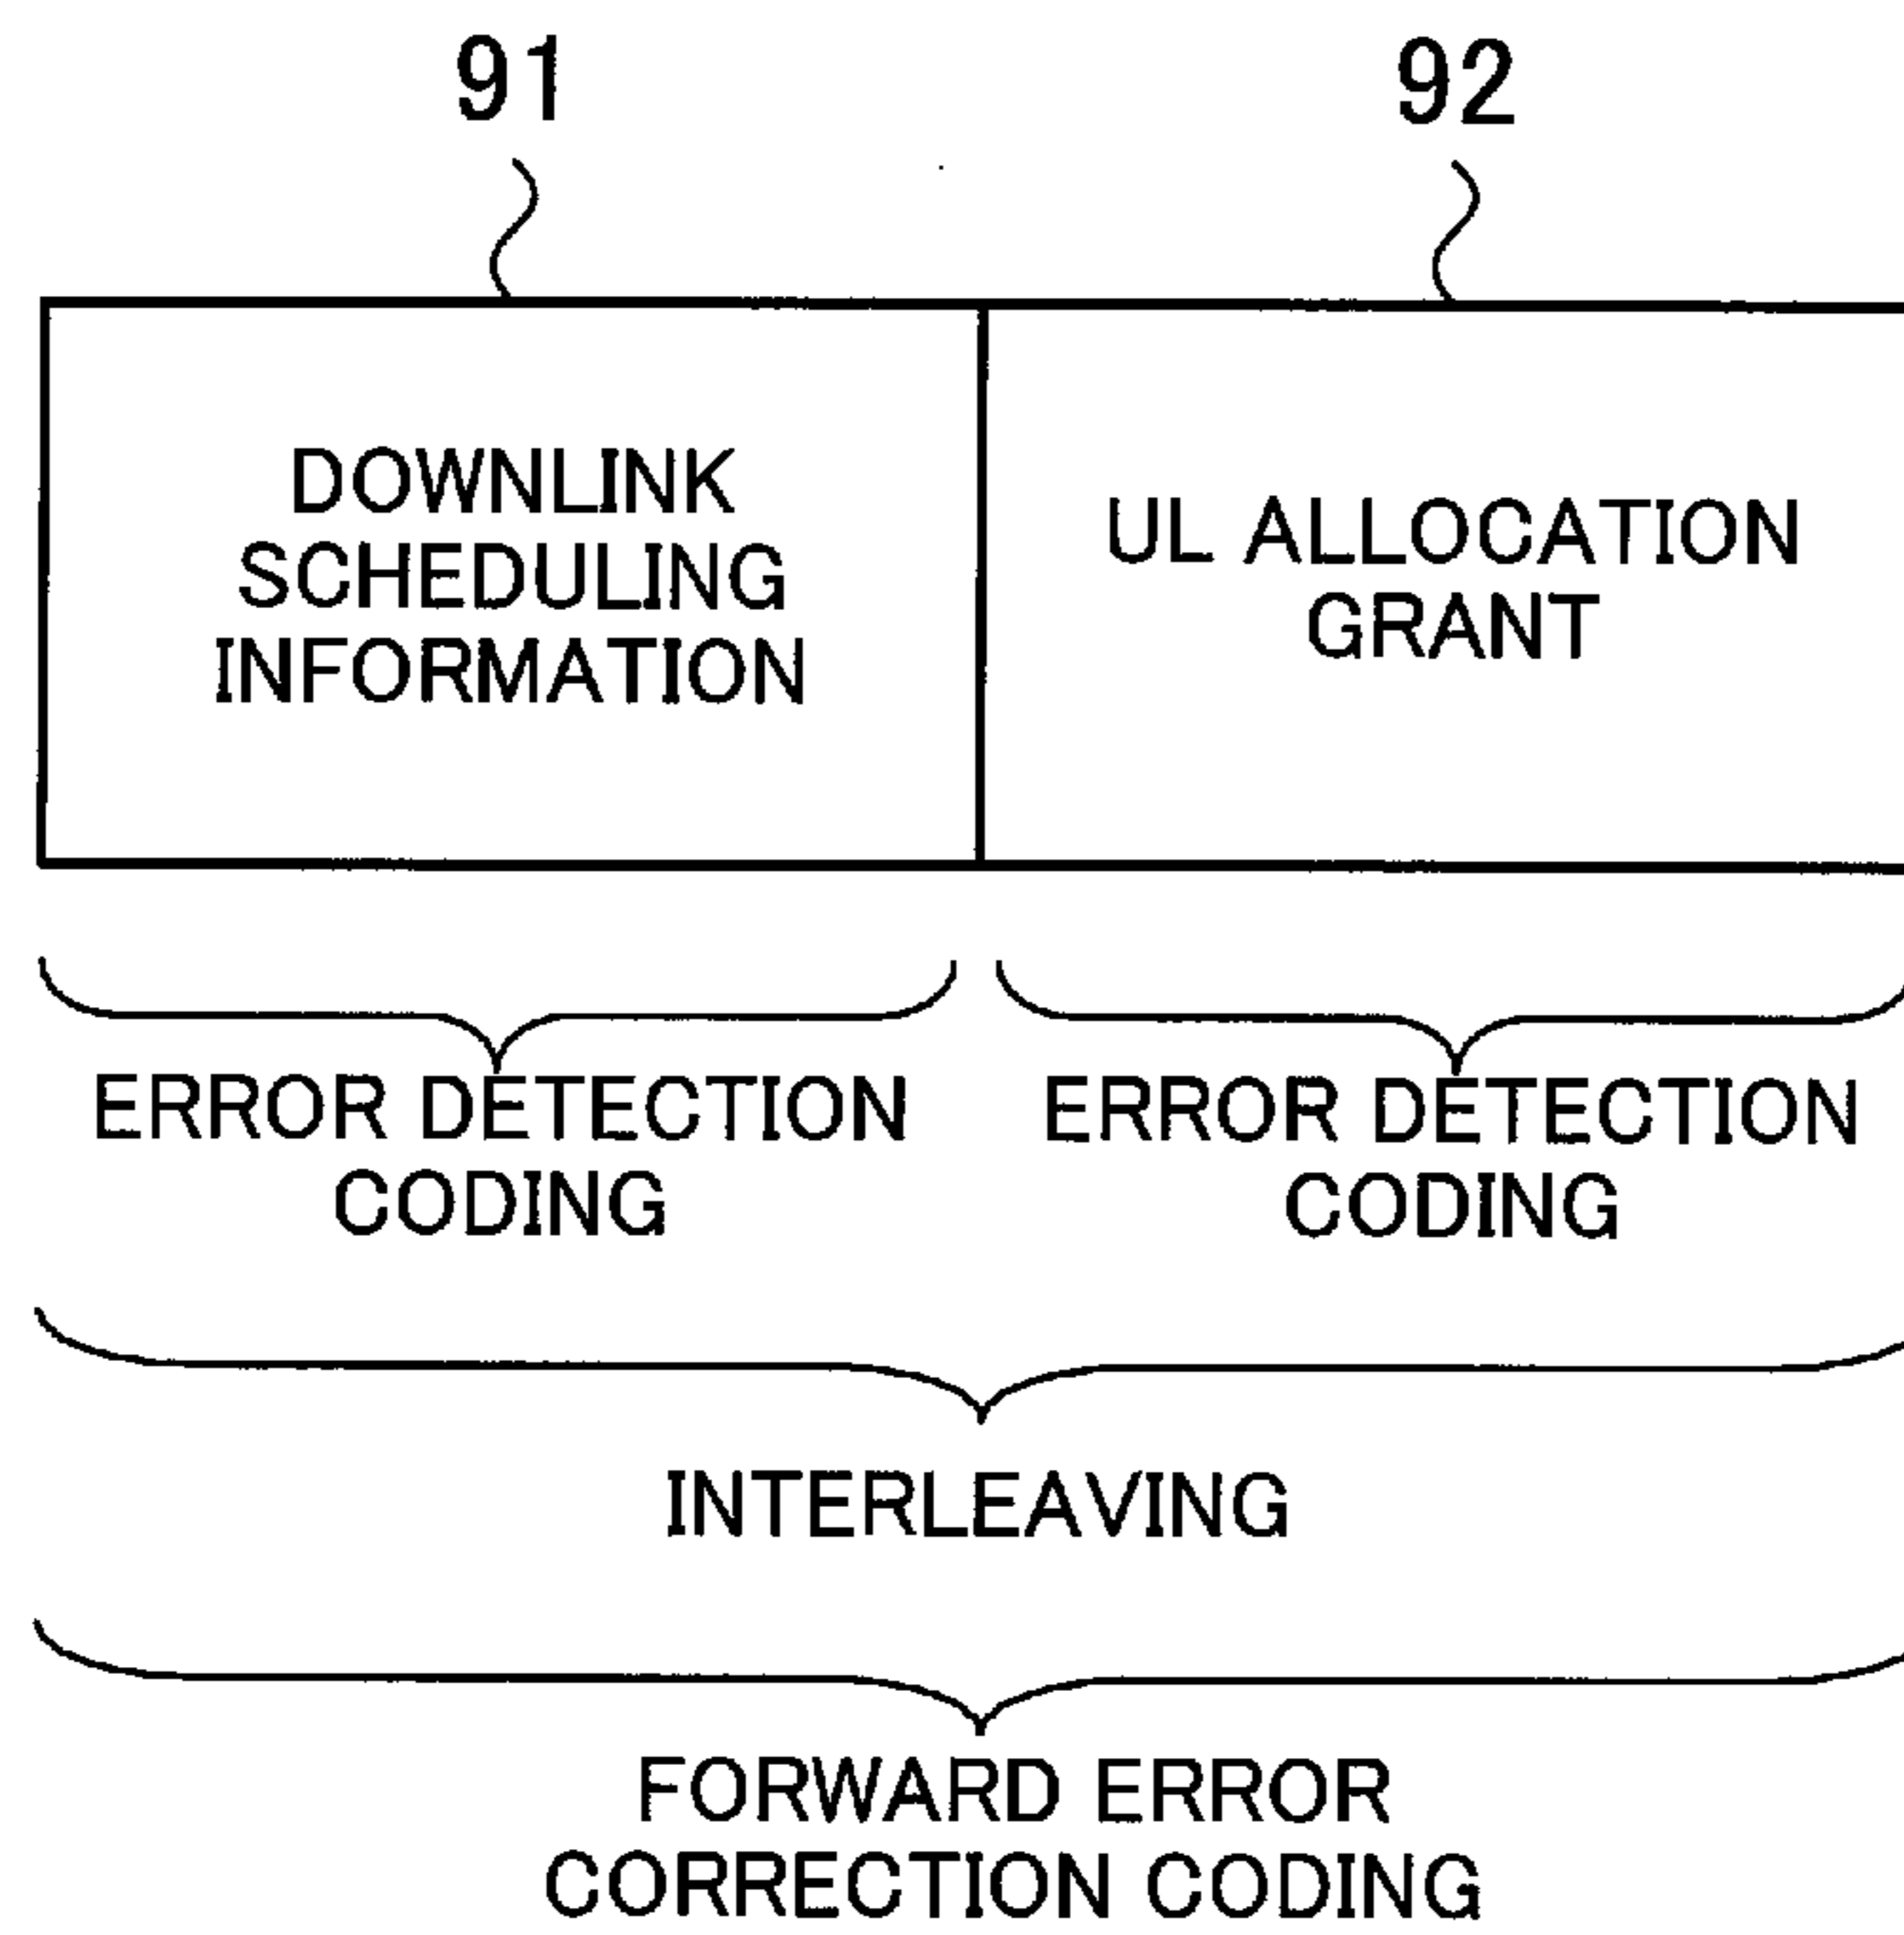 91 92
DOWNLINK
SCHEDULING
INFORMATION
UL ALLOCATION
GRANT
ERROR DETECTION
CODING
ERROR DETECTION
CODING
INTERLEAVING
FORWARD ERROR
CORRECTION CODING